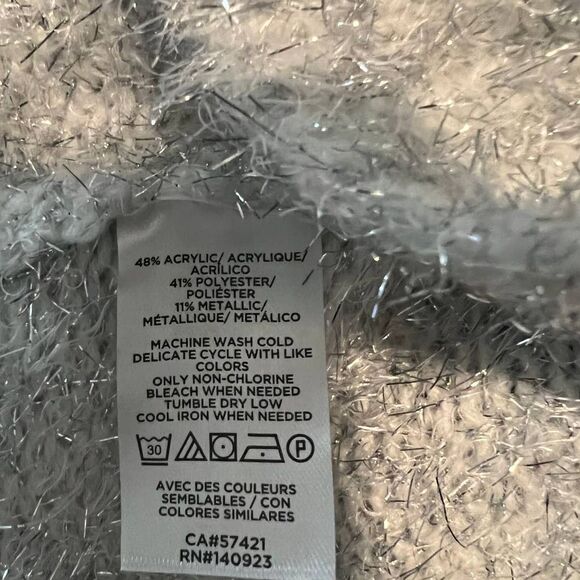 48% ACRYLIC/ ACRYLIQUE/
ACRÍLICO
41% POLYESTER/
POLIÉSTER
11% METALLIC/
MÉTALLIQUE/ METÁLICO
MACHINE WASH COLD
DELICATE CYCLE WITH LIKE
COLORS
ONLY NON-CHLORINE
BLEACH WHEN NEEDED
TUMBLE DRY LOW
COOL IRON WHEN NEEDED
30 P
AVEC DES COULEURS
SEMBLABLES / CON
COLORES SIMILARES
CA#57421
RN#140923